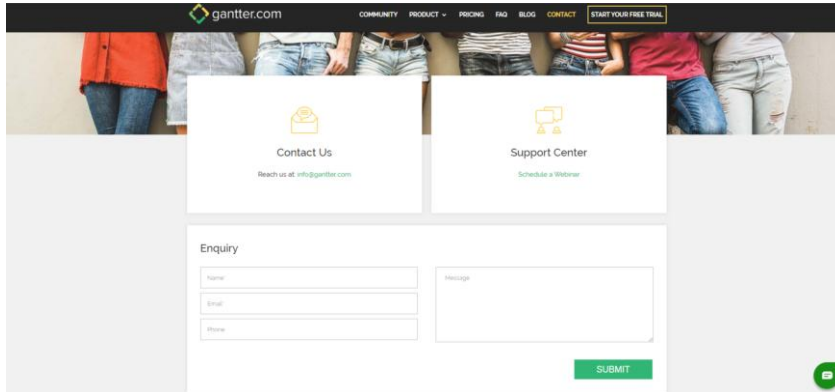 gantter.com
COMMUNITY PRODUCT PRICING FAQ BLOG CONTACT START YOUR FREE TRIAL
Contact Us
Reach us at: info@gantter.com
Support Center
Schedule a Webinar
Enquiry
Name
Email
Phone
Message
SUBMIT